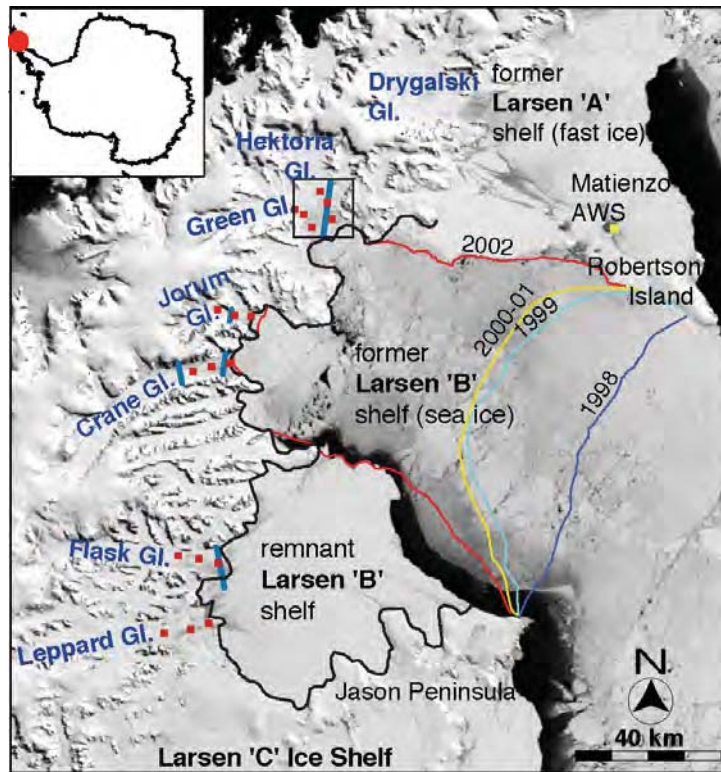 Drygalski
Gl.
former
Larsen 'A'
shelf (fast ice)
Hektoria
Gl.
Green Gl.
Matienzo
AWS
2002
Robertson
Island
Jorum
Gl.
2000-01
1999
former
Larsen 'B'
shelf (sea ice)
1998
Crane Gl.
Flask Gl.
remnant
Larsen 'B'
shelf
Leppard Gl.
Jason Peninsula
N
40 km
Larsen 'C' Ice Shelf